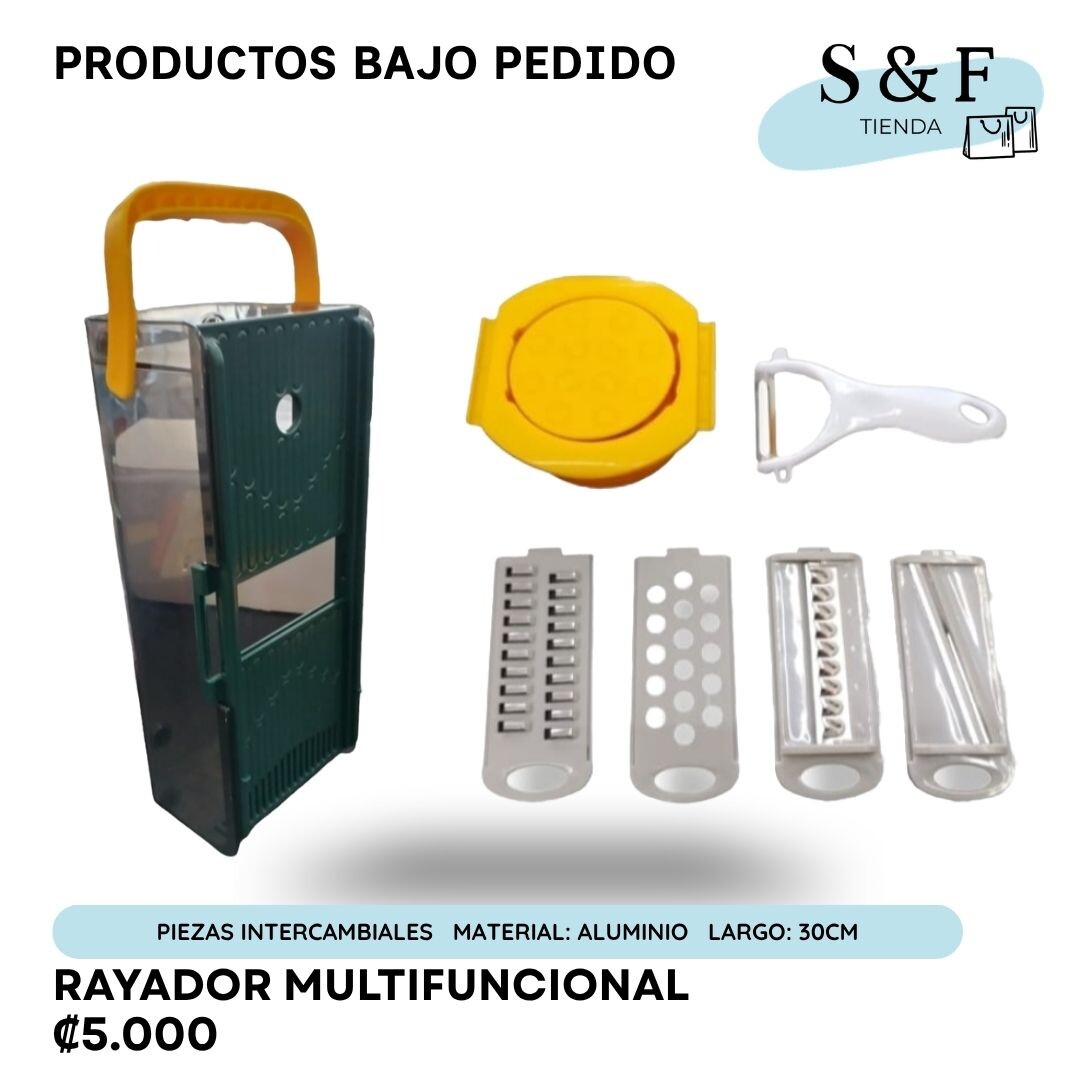 PRODUCTOS BAJO PEDIDO
S & F
TIENDA
PIEZAS INTERCAMBIALES MATERIAL: ALUMINIO LARGO: 30CM
RAYADOR MULTIFUNCIONAL
₡5.000